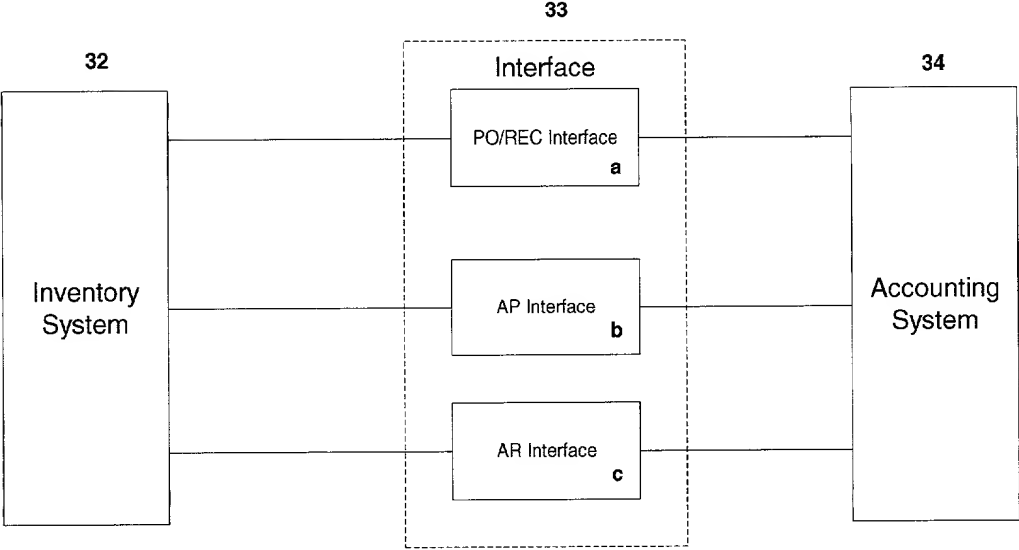 33
32
34
Interface
PO/REC Interface
a
Inventory
System
AP Interface
b
Accounting
System
AR Interface
c